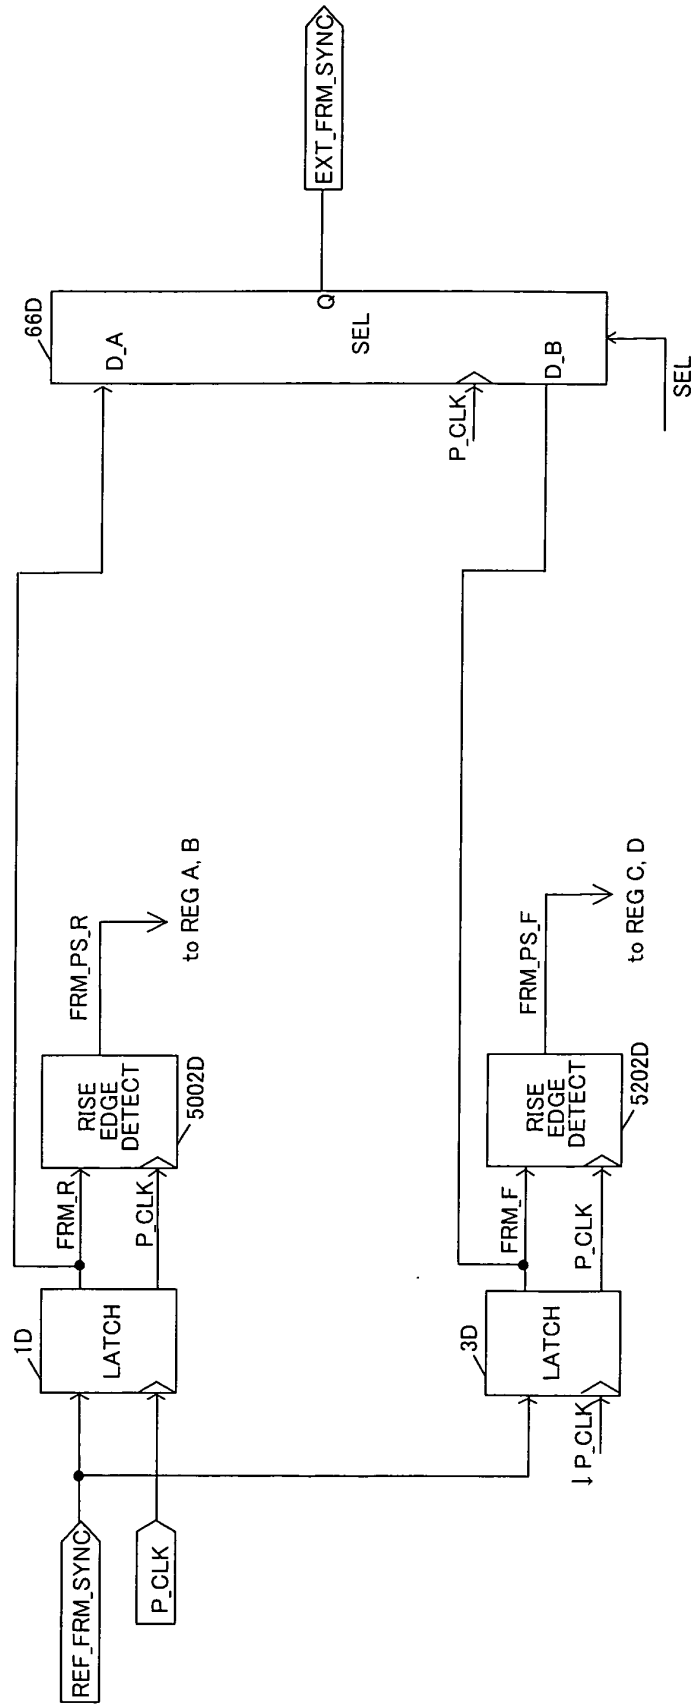 REF_FRM_SYNC
P_CLK
1D
LATCH
FRM_R
P_CLK
RISE
EDGE
DETECT
5002D
FRM_PS_R
to REG A, B
↓P_CLK
3D
LATCH
FRM_F
P_CLK
RISE
EDGE
DETECT
5202D
FRM_PS_F
to REG C, D
66D
D_A
SEL
Q
P_CLK
D_B
SEL
EXT_FRM_SYNC